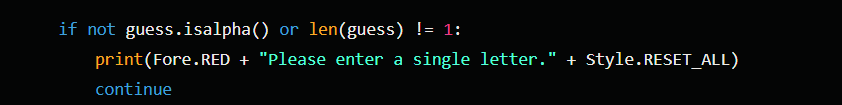 if not guess.isalpha() or len(guess) != 1:
    print(Fore.RED + "Please enter a single letter." + Style.RESET_ALL)
    continue